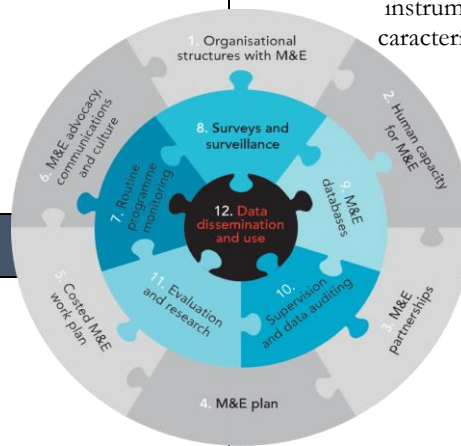 instrum
caracteri
1. Organisational
structures with M&E
2. Human capacity
for M&E
3. M&E
partnerships
4. M&E plan
5. Costed M&E
work plan
6. M&E advocacy,
communications
and culture
7. Routine
programme
monitoring
8. Surveys and
surveillance
9. M&E
databases
10.
Supervision
and data auditing
11. Evaluation
and research
12. Data
dissemination
and use